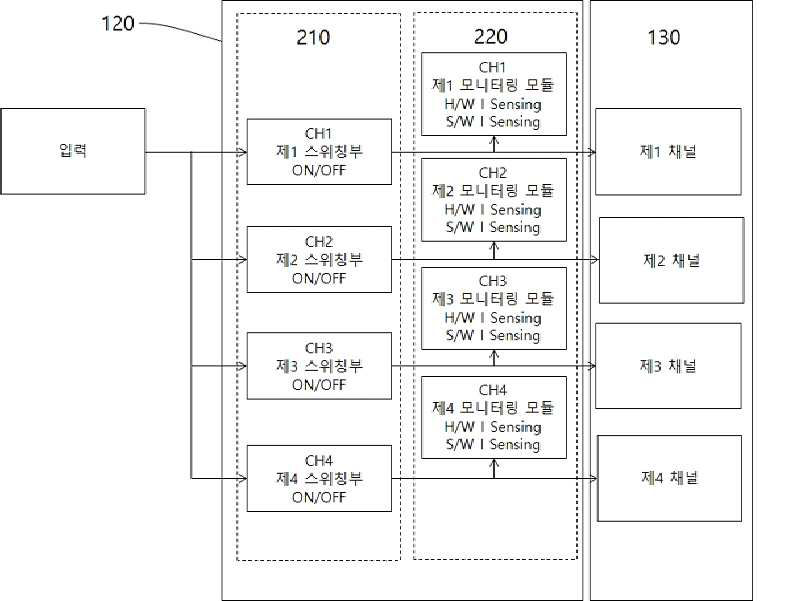 120
210
220
130
입력
CH1
제1 스위칭부
ON/OFF
CH2
제2 스위칭부
ON/OFF
CH3
제3 스위칭부
ON/OFF
CH4
제4 스위칭부
ON/OFF
CH1
제1 모니터링 모듈
H/W I Sensing
S/W I Sensing
CH2
제2 모니터링 모듈
H/W I Sensing
S/W I Sensing
CH3
제3 모니터링 모듈
H/W I Sensing
S/W I Sensing
CH4
제4 모니터링 모듈
H/W I Sensing
S/W I Sensing
제1 채널
제2 채널
제3 채널
제4 채널